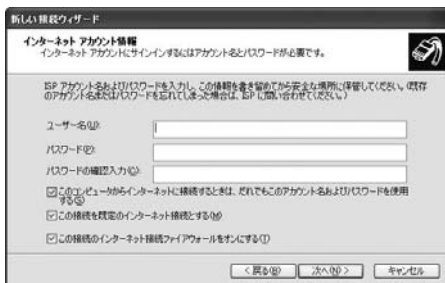 新しい接続ウィザード
インターネット アカウント情報
インターネット アカウントにサインインするにはアカウント名とパスワードが必要です。
ISP アカウント名およびパスワードを入力し、この情報を書き留めてから安全な場所に保管してください。(既存
のアカウント名またはパスワードを忘れてしまった場合は、ISP に問い合わせてください。)
ユーザー名(U):
パスワード(P):
パスワードの確認入力(C):
このコンピュータからインターネットに接続するときは、だれでもこのアカウント名およびパスワードを使用
する(S)
この接続を既定のインターネット接続とする(M)
この接続のインターネット接続ファイアウォールをオンにする(T)
< 戻る(B)
次へ(N) >
キャンセル